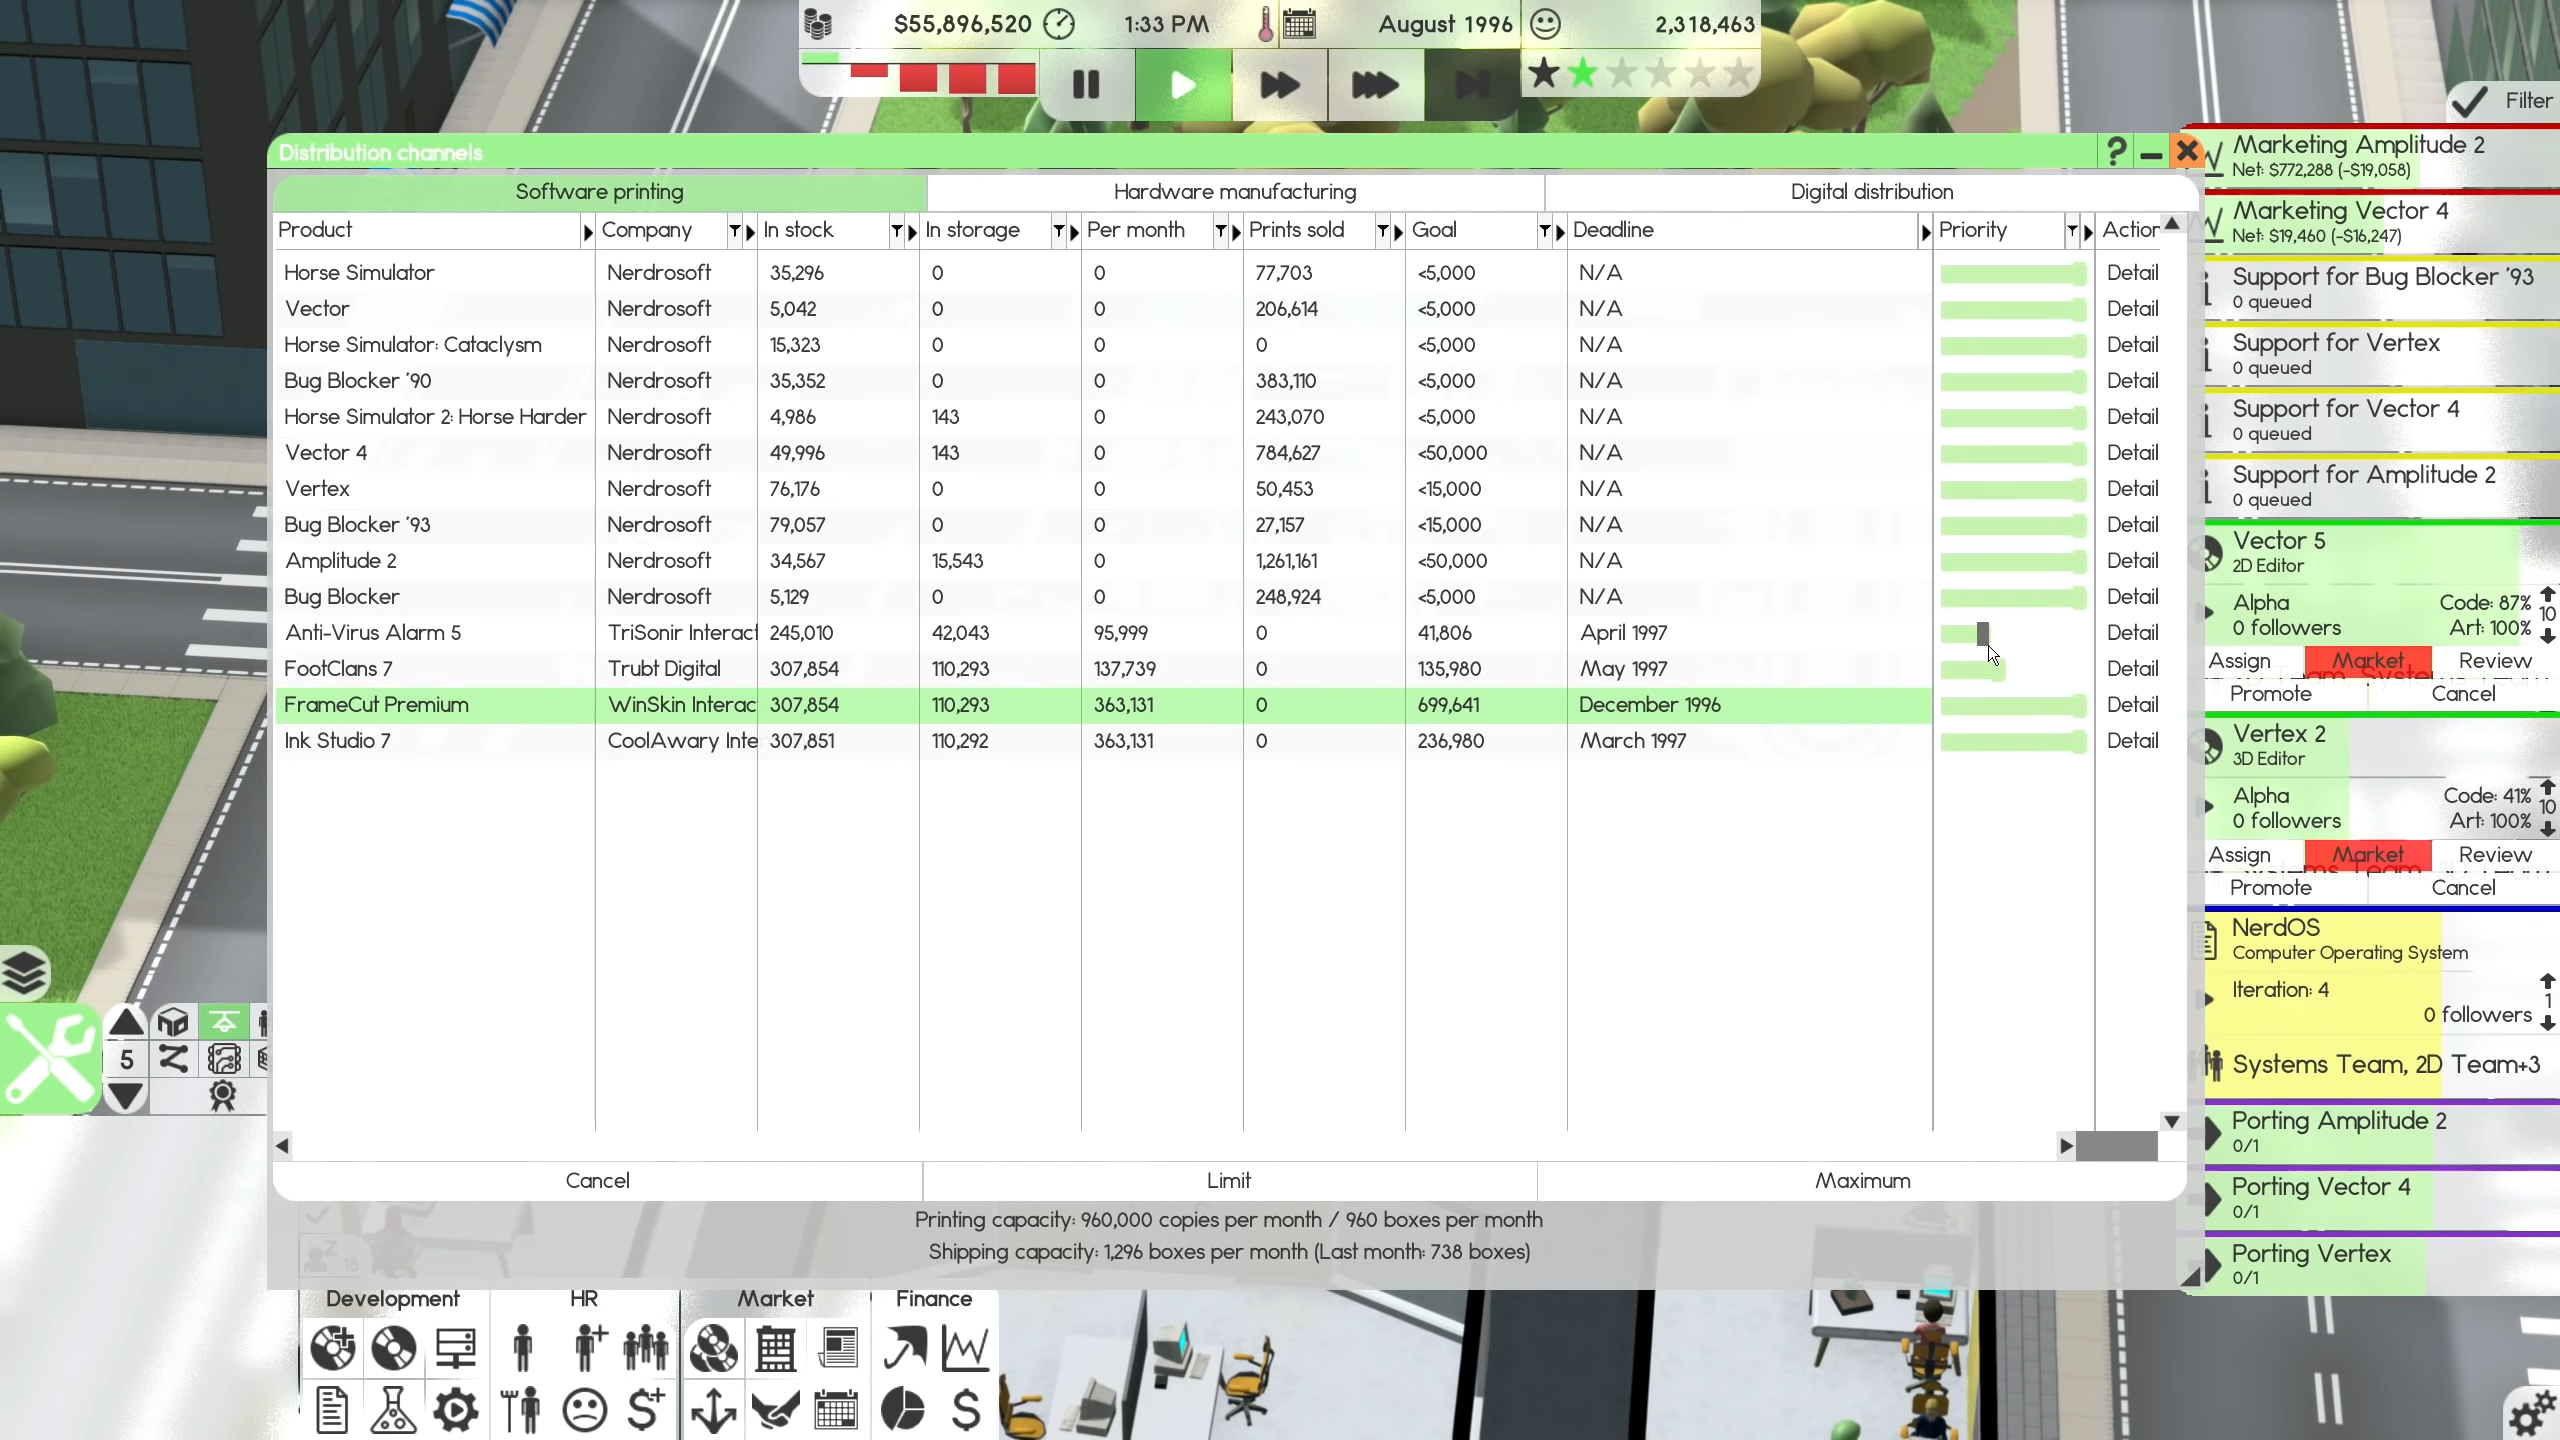 $55,896,520 1:33 PM August 1996 2,318,463
Filter
Distribution channels
Software printing Hardware manufacturing Digital distribution
Product Company In stock In storage Per month Prints sold Goal Deadline Priority Action
Horse Simulator Nerdrosoft 35,296 0 0 77,703 <5,000 N/A Detail
Vector Nerdrosoft 5,042 0 0 206,614 <5,000 N/A Detail
Horse Simulator: Cataclysm Nerdrosoft 15,323 0 0 0 <5,000 N/A Detail
Bug Blocker '90 Nerdrosoft 35,352 0 0 383,110 <5,000 N/A Detail
Horse Simulator 2: Horse Harder Nerdrosoft 4,986 143 0 243,070 <5,000 N/A Detail
Vector 4 Nerdrosoft 49,996 143 0 784,627 <50,000 N/A Detail
Vertex Nerdrosoft 76,176 0 0 50,453 <15,000 N/A Detail
Bug Blocker '93 Nerdrosoft 79,057 0 0 27,157 <15,000 N/A Detail
Amplitude 2 Nerdrosoft 34,567 15,543 0 1,261,161 <50,000 N/A Detail
Bug Blocker Nerdrosoft 5,129 0 0 248,924 <5,000 N/A Detail
Anti-Virus Alarm 5 TriSonir Interact 245,010 42,043 95,999 0 41,806 April 1997 Detail
FootClans 7 Trubt Digital 307,854 110,293 137,739 0 135,980 May 1997 Detail
FrameCut Premium WinSkin Interac 307,854 110,293 363,131 0 699,641 December 1996 Detail
Ink Studio 7 CoolAwary Inte 307,851 110,292 363,131 0 236,980 March 1997 Detail
Cancel Limit Maximum
Printing capacity: 960,000 copies per month / 960 boxes per month
Shipping capacity: 1,296 boxes per month (Last month: 738 boxes)
Marketing Amplitude 2
Net: $772,288 (-$19,058)
Marketing Vector 4
Net: $19,460 (-$16,247)
Support for Bug Blocker '93
0 queued
Support for Vertex
0 queued
Support for Vector 4
0 queued
Support for Amplitude 2
0 queued
Vector 5
2D Editor
Alpha Code: 87%
10
0 followers Art: 100%
Assign Market Review
Promote Cancel
Vertex 2
3D Editor
Alpha Code: 41%
10
0 followers Art: 100%
Assign Market Review
Promote Cancel
NerdOS
Computer Operating System
Iteration: 4
1
0 followers
Systems Team, 2D Team+3
Porting Amplitude 2
0/1
Porting Vector 4
0/1
Porting Vertex
0/1
5
18
Development HR Market Finance